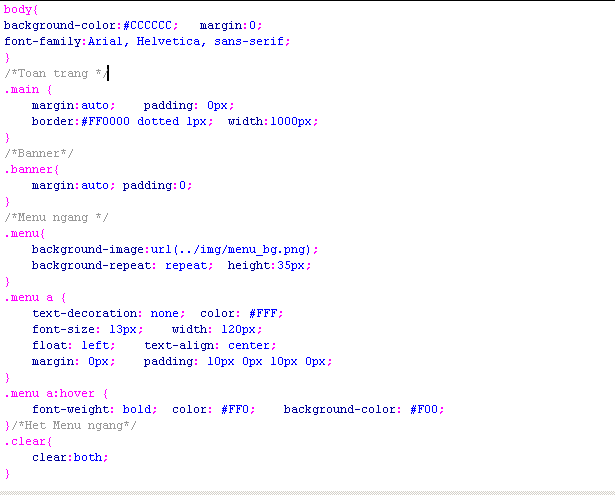 body{
background-color:#CCCCCC;   margin:0;
font-family:Arial, Helvetica, sans-serif;
}
/*Toan trang */
.main {
    margin:auto;    padding: 0px;
    border:#FF0000 dotted 1px;  width:1000px;
}
/*Banner*/
.banner{
    margin:auto; padding:0;
}
/*Menu ngang */
.menu{
    background-image:url(../img/menu_bg.png);
    background-repeat: repeat;  height:35px;
}
.menu a {
    text-decoration: none;  color: #FFF;
    font-size: 13px;    width: 120px;
    float: left;    text-align: center;
    margin: 0px;    padding: 10px 0px 10px 0px;
}
.menu a:hover {
    font-weight: bold;  color: #FF0;    background-color: #F00;
}/*Het Menu ngang*/
.clear{
    clear:both;
}